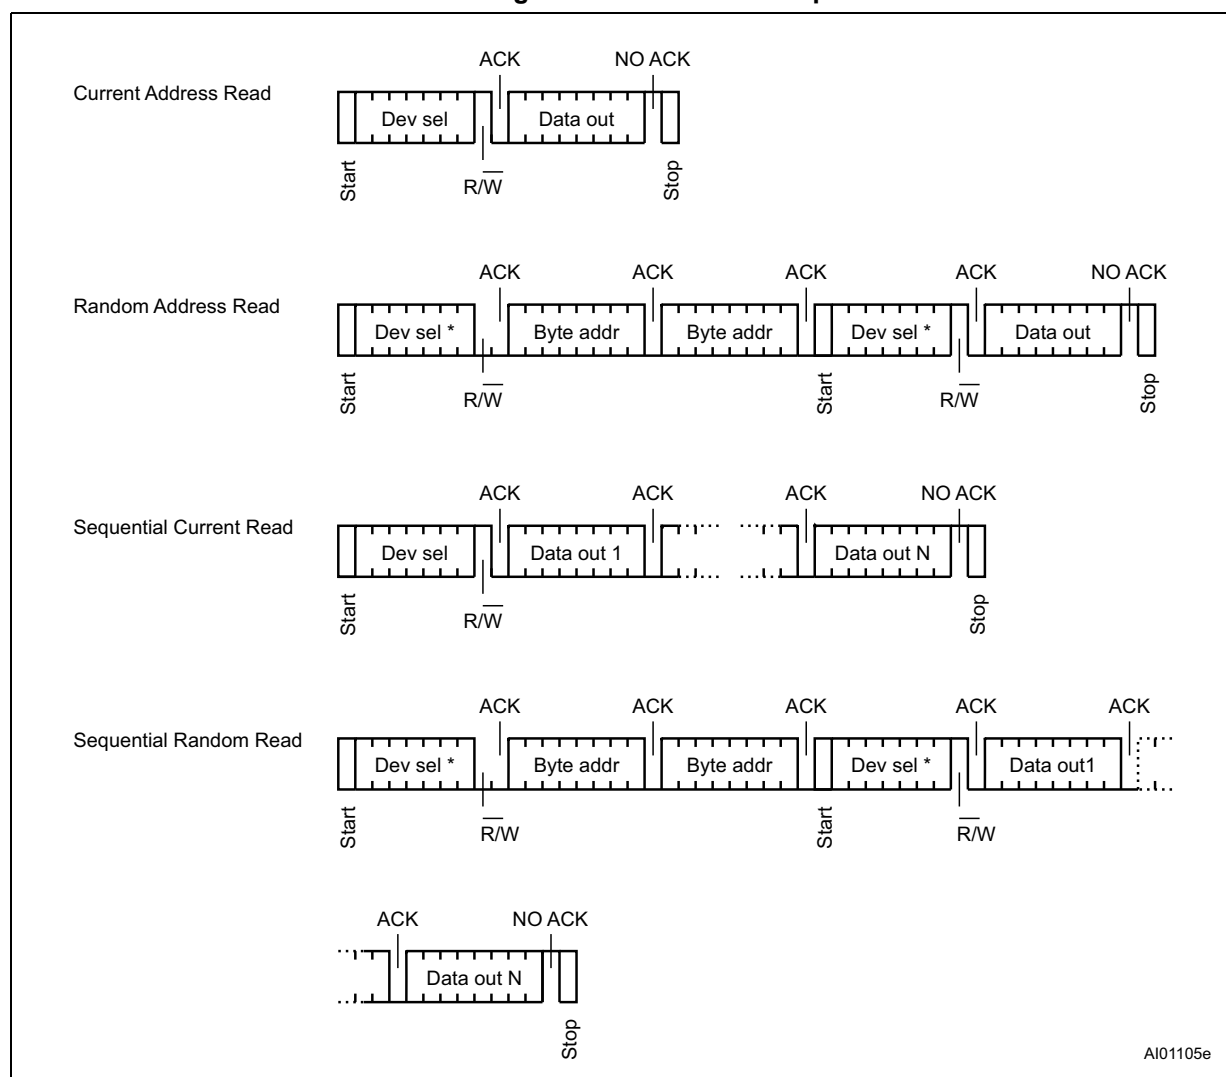 ACK NO ACK
Current Address Read
Dev sel Data out
Start R/W̅ Stop
ACK ACK ACK ACK NO ACK
Random Address Read
Dev sel * Byte addr Byte addr Dev sel * Data out
Start R/W̅ Start R/W̅ Stop
ACK ACK ACK NO ACK
Sequential Current Read
Dev sel Data out 1 Data out N
Start R/W̅ Stop
ACK ACK ACK ACK ACK
Sequential Random Read
Dev sel * Byte addr Byte addr Dev sel * Data out1
Start R̅/W Start R̅/W
ACK NO ACK
Data out N
Stop
AI01105e